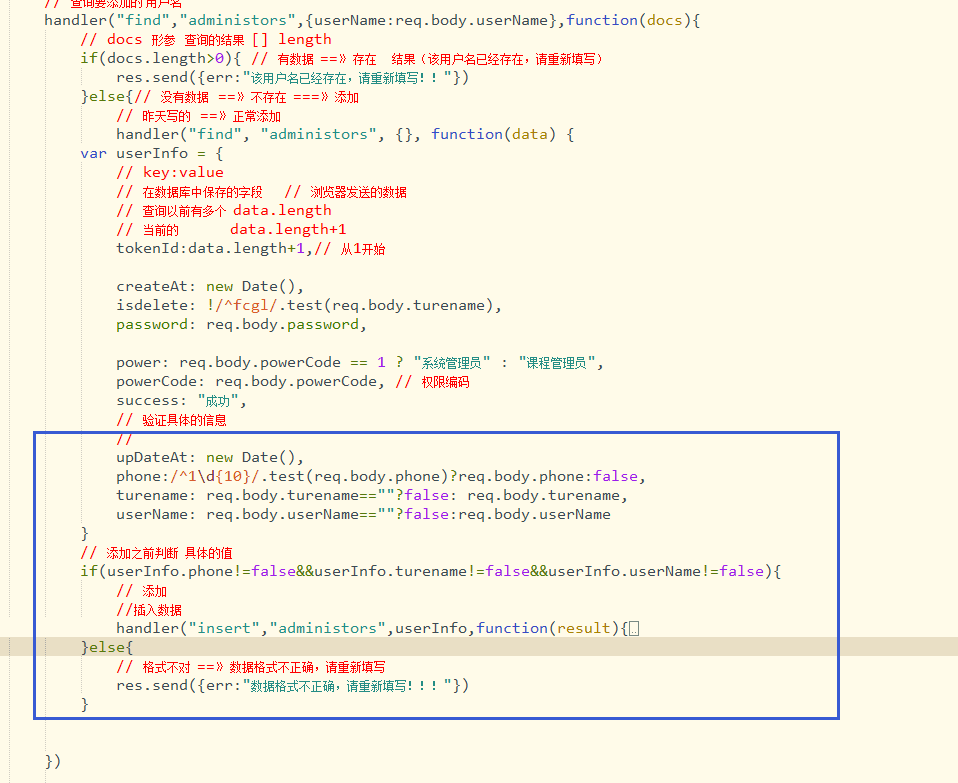 // 查询要添加的 用户名
handler("find","administors",{userName:req.body.userName},function(docs){
// docs 形参 查询的结果 [] length
if(docs.length>0){ // 有数据 ==》存在 结果（该用户名已经存在，请重新填写）
res.send({err:"该用户名已经存在，请重新填写！！"})
}else{// 没有数据 ==》不存在 ===》添加
// 昨天写的 ==》正常添加
handler("find", "administors", {}, function(data) {
var userInfo = {
// key:value
// 在数据库中保存的字段 // 浏览器发送的数据
// 查询以前有多个 data.length
// 当前的 data.length+1
tokenId:data.length+1,// 从1开始
createAt: new Date(),
isdelete: !/^fcgl/.test(req.body.turename),
password: req.body.password,
power: req.body.powerCode == 1 ? "系统管理员" : "课程管理员",
powerCode: req.body.powerCode, // 权限编码
success: "成功",
// 验证具体的信息
//
upDateAt: new Date(),
phone:/^1\d{10}/.test(req.body.phone)?req.body.phone:false,
turename: req.body.turename==""?false: req.body.turename,
userName: req.body.userName==""?false:req.body.userName
}
// 添加之前判断 具体的值
if(userInfo.phone!=false&&userInfo.turename!=false&&userInfo.userName!=false){
// 添加
//插入数据
handler("insert","administors",userInfo,function(result){
}else{
// 格式不对 ==》数据格式不正确，请重新填写
res.send({err:"数据格式不正确，请重新填写！！！"})
}
})